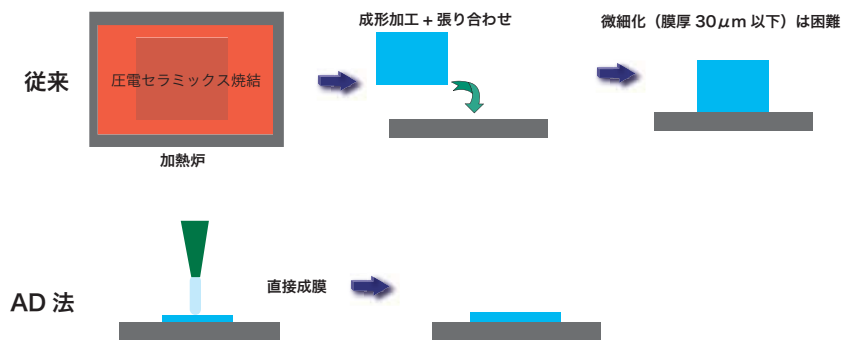 従来
圧電セラミックス焼結
加熱炉
成形加工 + 張り合わせ
微細化（膜厚 30μm 以下）は困難
AD 法
直接成膜